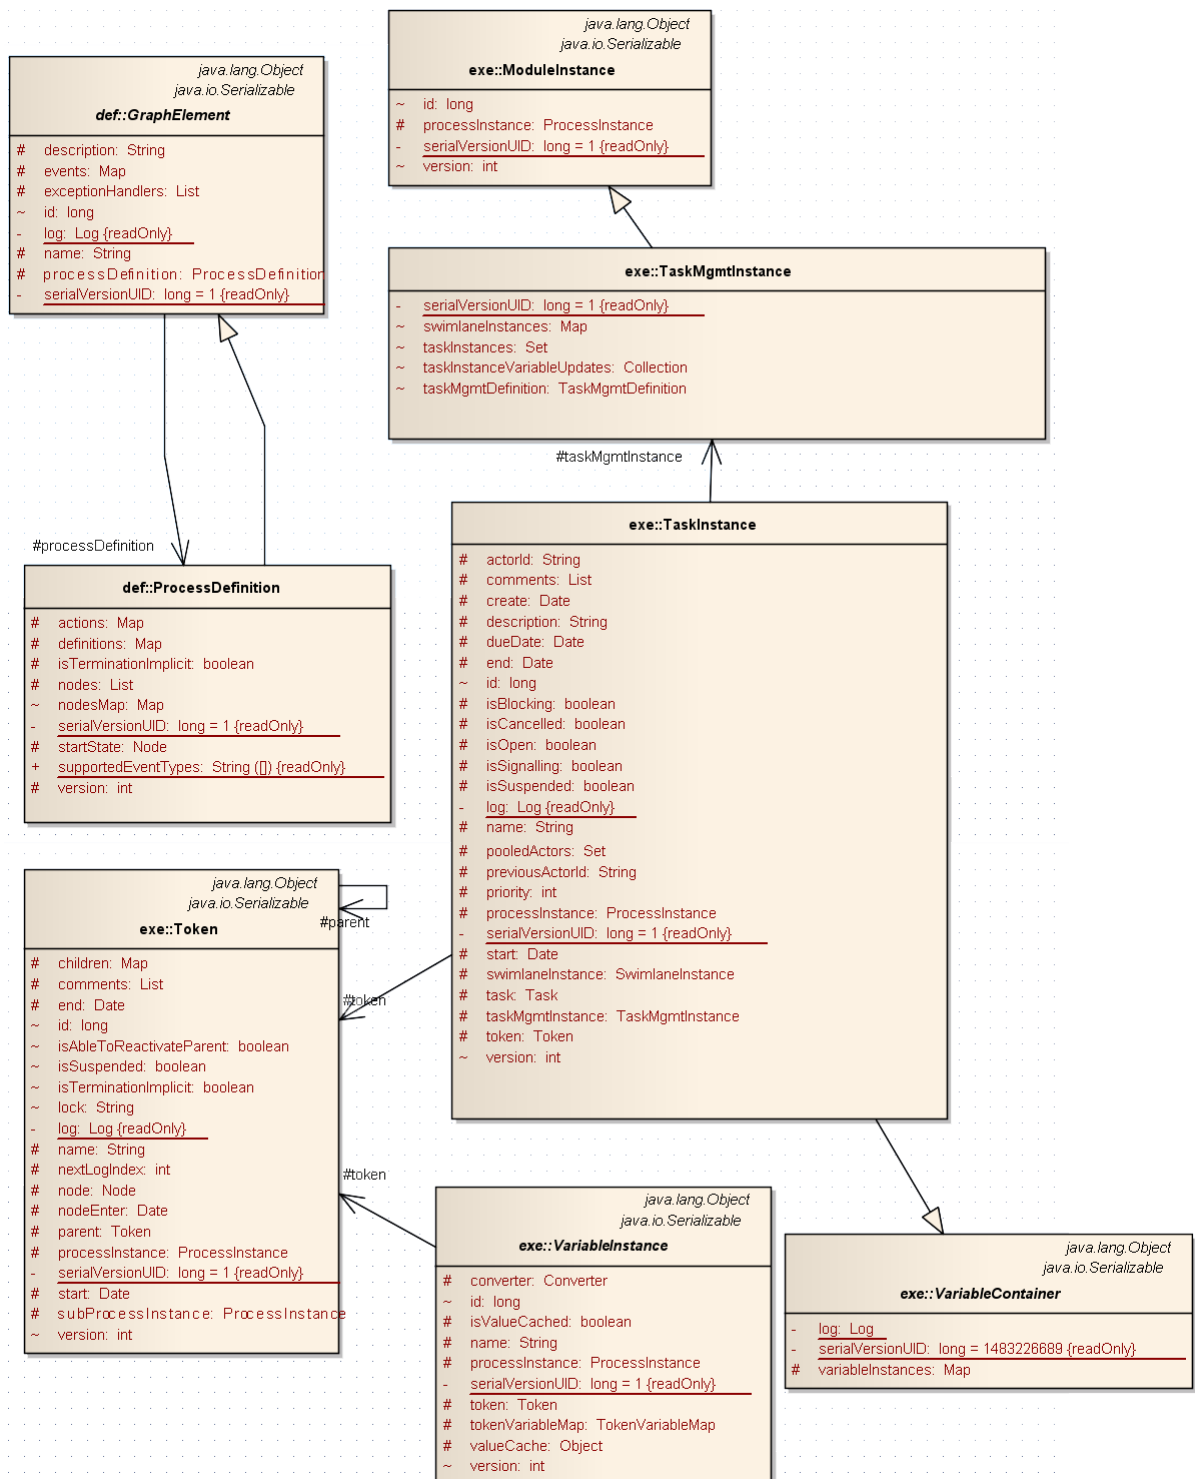 java.lang.Object
java.io.Serializable
exe::ModuleInstance
~ id: long
# processInstance: ProcessInstance
- serialVersionUID: long = 1 {readOnly}
~ version: int
java.lang.Object
java.io.Serializable
def::GraphElement
# description: String
# events: Map
# exceptionHandlers: List
~ id: long
- log: Log {readOnly}
# name: String
# processDefinition: ProcessDefinition
- serialVersionUID: long = 1 {readOnly}
exe::TaskMgmtInstance
- serialVersionUID: long = 1 {readOnly}
~ swimlaneInstances: Map
~ taskInstances: Set
~ taskInstanceVariableUpdates: Collection
~ taskMgmtDefinition: TaskMgmtDefinition
#taskMgmtInstance
#processDefinition
def::ProcessDefinition
# actions: Map
# definitions: Map
# isTerminationImplicit: boolean
# nodes: List
~ nodesMap: Map
- serialVersionUID: long = 1 {readOnly}
# startState: Node
+ supportedEventTypes: String ([]) {readOnly}
# version: int
exe::TaskInstance
# actorId: String
# comments: List
# create: Date
# description: String
# dueDate: Date
# end: Date
~ id: long
# isBlocking: boolean
# isCancelled: boolean
# isOpen: boolean
# isSignalling: boolean
# isSuspended: boolean
- log: Log {readOnly}
# name: String
# pooledActors: Set
# previousActorId: String
# priority: int
# processInstance: ProcessInstance
- serialVersionUID: long = 1 {readOnly}
# start: Date
# swimlaneInstance: SwimlaneInstance
# task: Task
# taskMgmtInstance: TaskMgmtInstance
# token: Token
~ version: int
java.lang.Object
java.io.Serializable
exe::Token
#parent
# children: Map
# comments: List
# end: Date
~ id: long
~ isAbleToReactivateParent: boolean
~ isSuspended: boolean
~ isTerminationImplicit: boolean
~ lock: String
- log: Log {readOnly}
# name: String
# nextLogIndex: int
# node: Node
# nodeEnter: Date
# parent: Token
# processInstance: ProcessInstance
- serialVersionUID: long = 1 {readOnly}
# start: Date
# subProcessInstance: ProcessInstance
~ version: int
#token
#token
java.lang.Object
java.io.Serializable
exe::VariableInstance
# converter: Converter
~ id: long
# isValueCached: boolean
# name: String
# processInstance: ProcessInstance
- serialVersionUID: long = 1 {readOnly}
# token: Token
# tokenVariableMap: TokenVariableMap
# valueCache: Object
~ version: int
java.lang.Object
java.io.Serializable
exe::VariableContainer
- log: Log
- serialVersionUID: long = 1483226689 {readOnly}
# variableInstances: Map